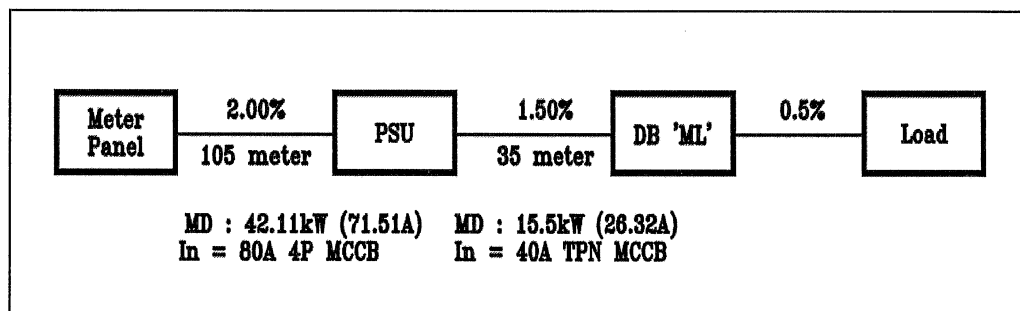 Meter
Panel
2.00%
105 meter
PSU
1.50%
35 meter
DB 'ML'
0.5%
Load
MD : 42.11kW (71.51A)
In = 80A 4P MCCB
MD : 15.5kW (26.32A)
In = 40A TPN MCCB